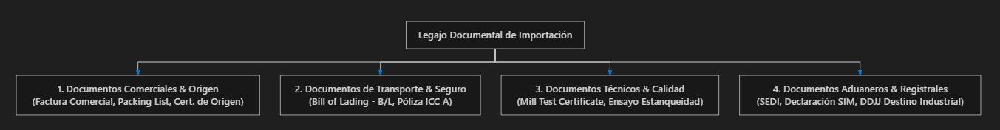 Legajo Documental de Importación
1. Documentos Comerciales & Origen
(Factura Comercial, Packing List, Cert. de Origen)
2. Documentos de Transporte & Seguro
(Bill of Lading - B/L, Póliza ICC A)
3. Documentos Técnicos & Calidad
(Mill Test Certificate, Ensayo Estanqueidad)
4. Documentos Aduaneros & Registrales
(SEDI, Declaración SIM, DDJJ Destino Industrial)